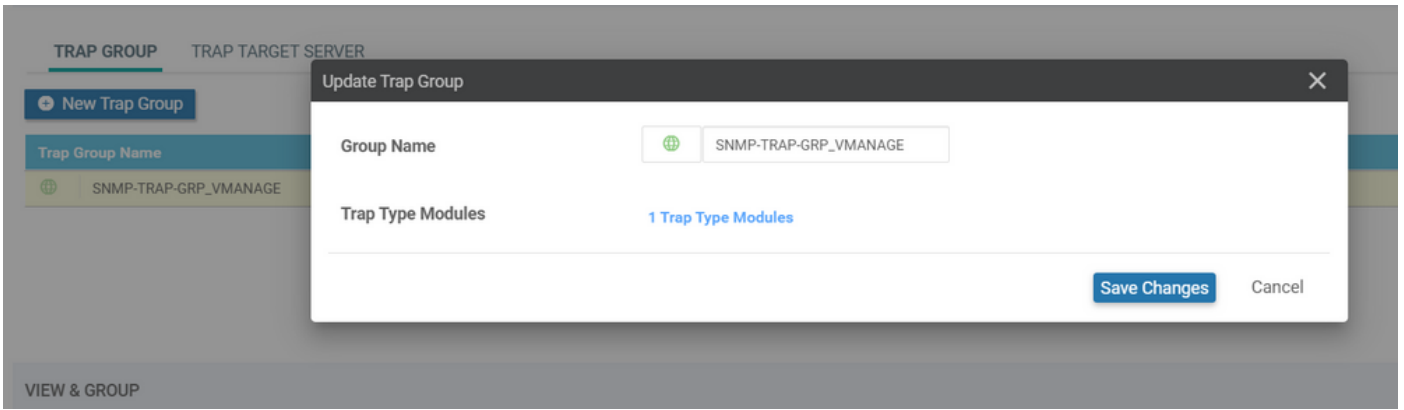 TRAP GROUP TRAP TARGET SERVER
Update Trap Group
New Trap Group
Group Name SNMP-TRAP-GRP_VMANAGE
Trap Group Name
SNMP-TRAP-GRP_VMANAGE
Trap Type Modules 1 Trap Type Modules
Save Changes Cancel
VIEW & GROUP